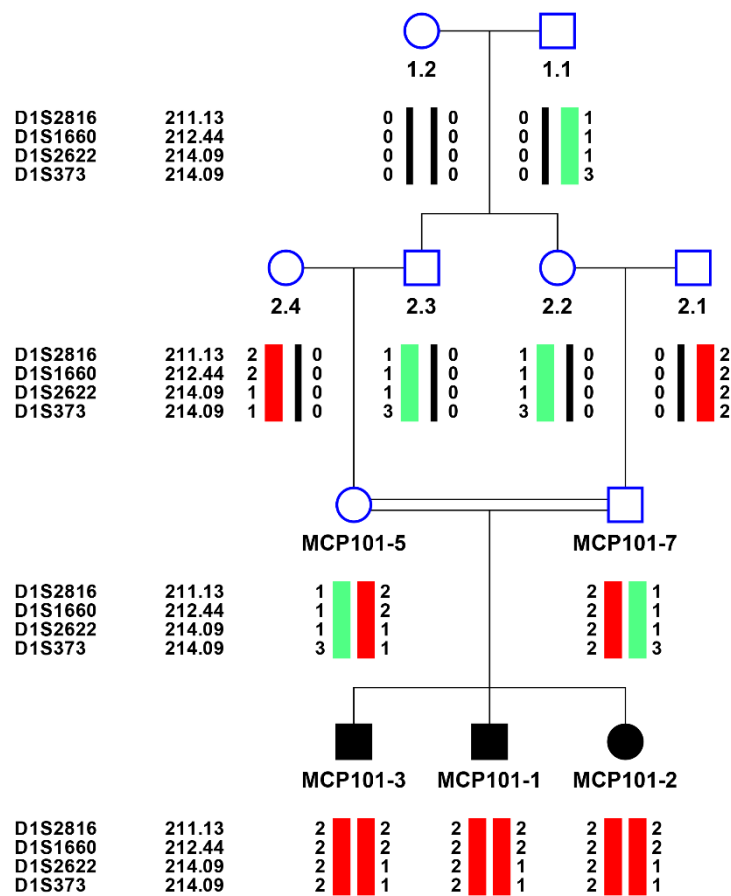 1.2 1.1
D1S2816 211.13 0 0 0 1
D1S1660 212.44 0 0 0 1
D1S2622 214.09 0 0 0 1
D1S373 214.09 0 0 0 3
2.4 2.3 2.2 2.1
D1S2816 211.13 2 0 1 0 1 0 0 2
D1S1660 212.44 2 0 1 0 1 0 0 2
D1S2622 214.09 1 0 1 0 1 0 0 2
D1S373 214.09 1 0 3 0 3 0 0 2
MCP101-5 MCP101-7
D1S2816 211.13 1 2 2 1
D1S1660 212.44 1 2 2 1
D1S2622 214.09 1 1 2 1
D1S373 214.09 3 1 2 3
MCP101-3 MCP101-1 MCP101-2
D1S2816 211.13 2 2 2 2 2 2
D1S1660 212.44 2 2 2 2 2 2
D1S2622 214.09 2 1 2 1 2 1
D1S373 214.09 2 1 2 1 2 1